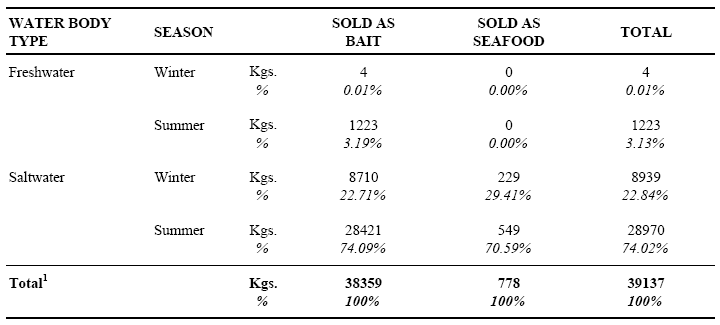 WATER BODY TYPE SEASON SOLD AS BAIT SOLD AS SEAFOOD TOTAL
Freshwater Winter Kgs. 4 0 4
% 0.01% 0.00% 0.01%
Summer Kgs. 1223 0 1223
% 3.19% 0.00% 3.13%
Saltwater Winter Kgs. 8710 229 8939
% 22.71% 29.41% 22.84%
Summer Kgs. 28421 549 28970
% 74.09% 70.59% 74.02%
Total1 Kgs. 38359 778 39137
% 100% 100% 100%